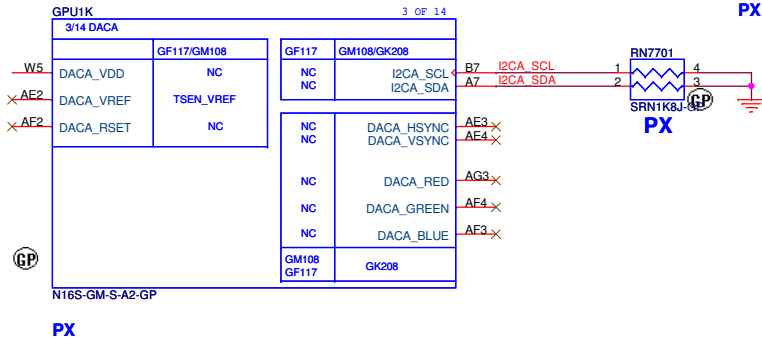 GPU1K
3 OF 14
PX
3/14 DACA
GF117/GM108
GF117
GM108/GK208
RN7701
W5
DACA_VDD
NC
NC
I2CA_SCL
B7
I2CA_SCL
1
4
NC
I2CA_SDA
A7
I2CA_SDA
2
3
AE2
DACA_VREF
TSEN_VREF
SRN1K8J-GP
GP
PX
AF2
DACA_RSET
NC
NC
DACA_HSYNC
AE3
NC
DACA_VSYNC
AE4
NC
DACA_RED
AG3
NC
DACA_GREEN
AF4
NC
DACA_BLUE
AF3
GP
GM108
GF117
GK208
N16S-GM-S-A2-GP
PX